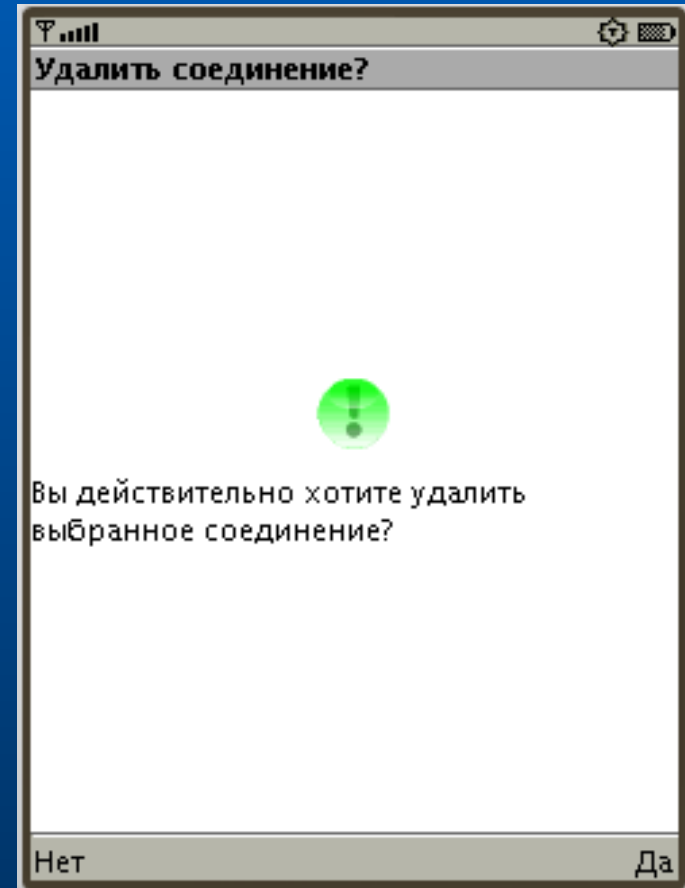 Удалить соединение?
Вы действительно хотите удалить
выбранное соединение?
Нет Да